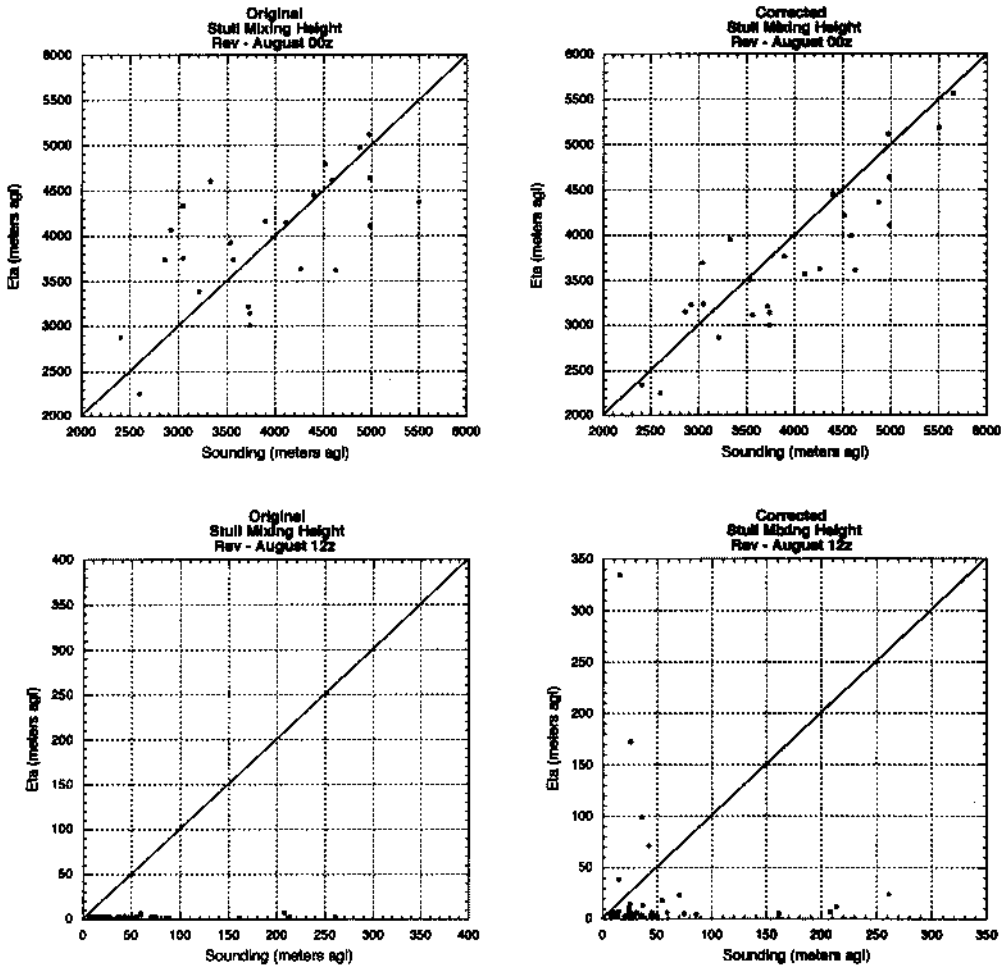 Original
Stull Mixing Height
Rev - August 00z
6000
5500
5000
4500
4000
3500
3000
2500
2000
Eta (meters agl)
2000 2500 3000 3500 4000 4500 5000 5500 6000
Sounding (meters agl)
Corrected
Stull Mixing Height
Rev - August 00z
6000
5500
5000
4500
4000
3500
3000
2500
2000
Eta (meters agl)
2000 2500 3000 3500 4000 4500 5000 5500 6000
Sounding (meters agl)
Original
Stull Mixing Height
Rev - August 12z
400
350
300
250
200
150
100
50
0
Eta (meters agl)
0 50 100 150 200 250 300 350 400
Sounding (meters agl)
Corrected
Stull Mixing Height
Rev - August 12z
350
300
250
200
150
100
50
0
Eta (meters agl)
0 50 100 150 200 250 300 350
Sounding (meters agl)